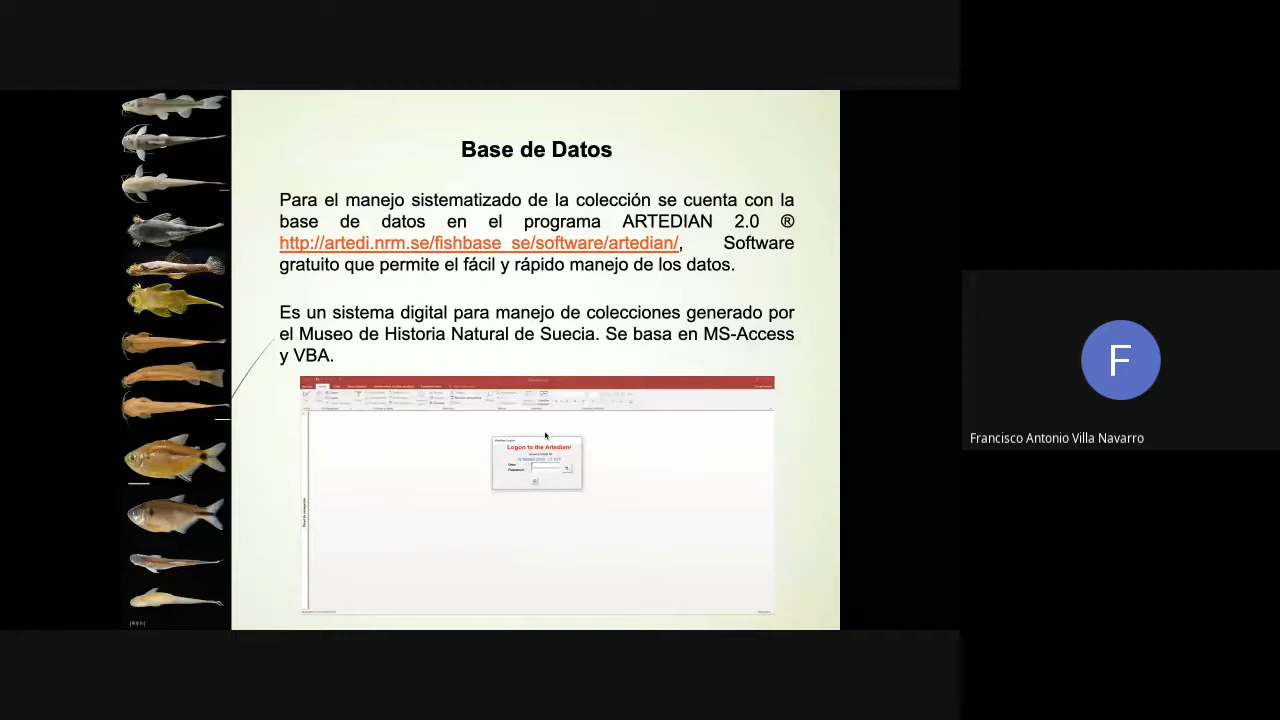 Base de Datos
Para el manejo sistematizado de la colección se cuenta con la
base de datos en el programa ARTEDIAN 2.0 ®
http://artedi.nrm.se/fishbase_se/software/artedian/, Software
gratuito que permite el fácil y rápido manejo de los datos.
Es un sistema digital para manejo de colecciones generado por
el Museo de Historia Natural de Suecia. Se basa en MS-Access
y VBA.
Logon to the Artedian!
User
Password
F
Francisco Antonio Villa Navarro